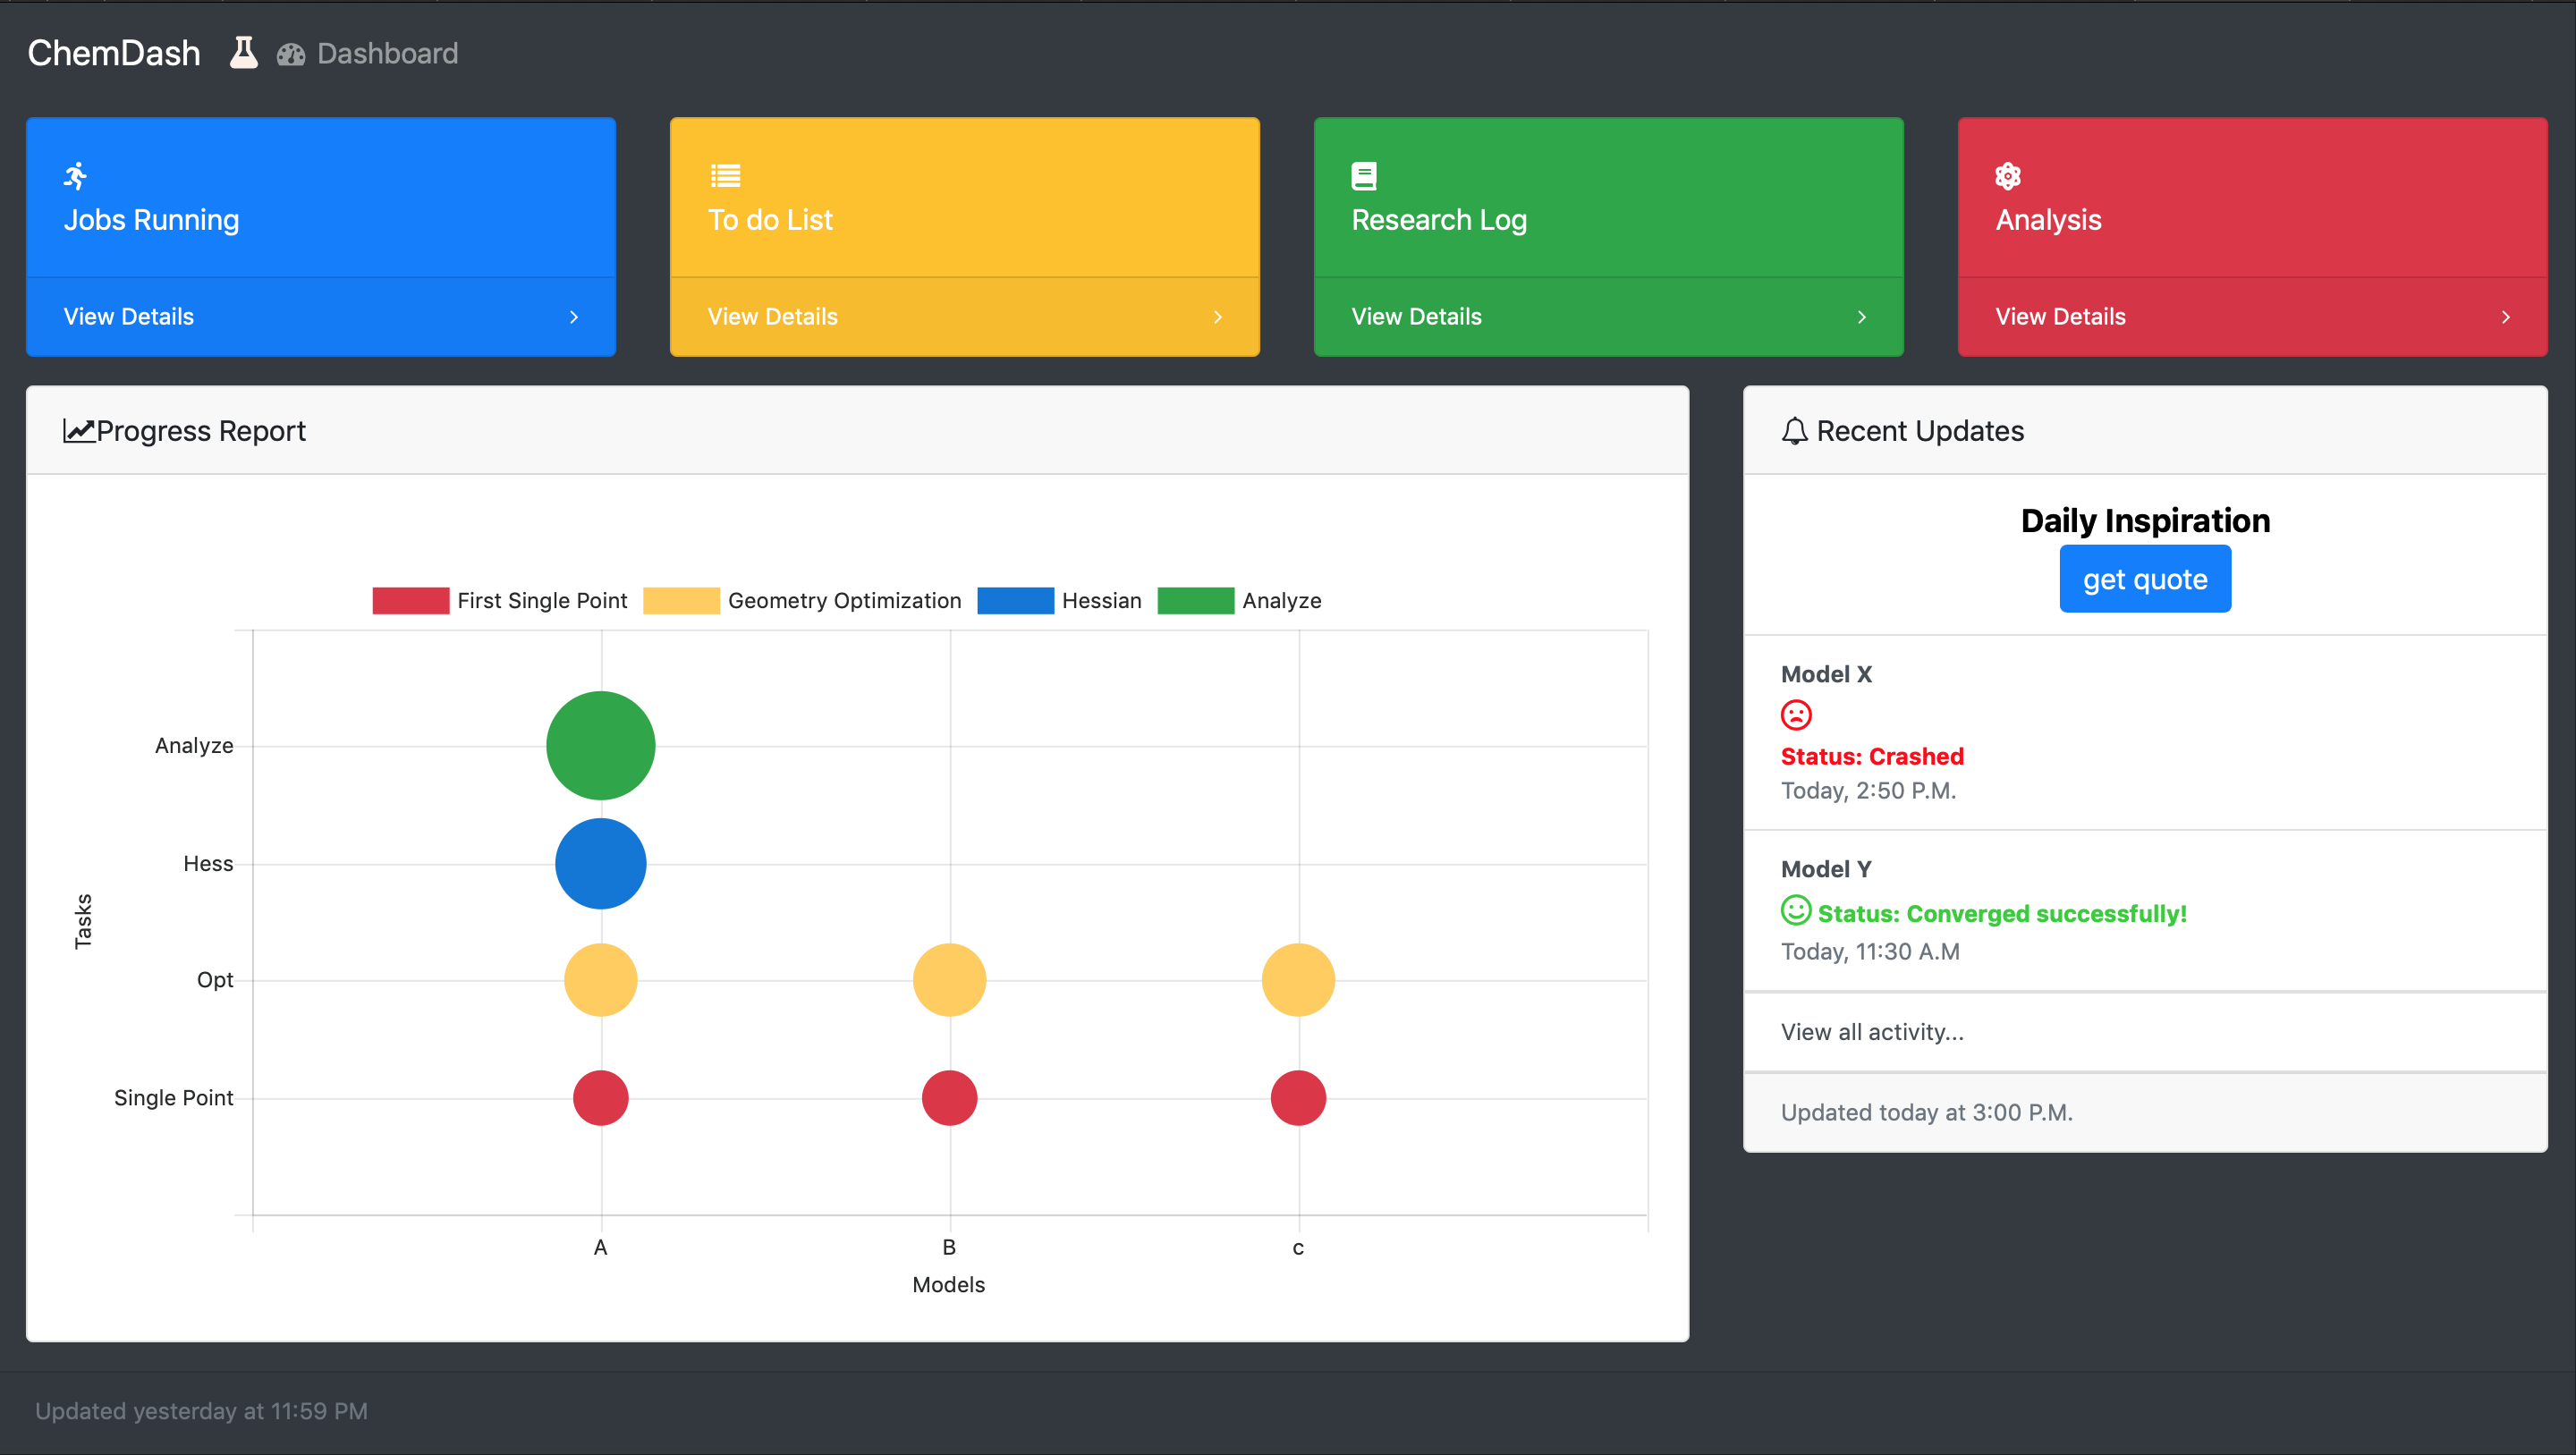 ChemDash Dashboard
Jobs Running
View Details
To do List
View Details
Research Log
View Details
Analysis
View Details
Progress Report
First Single Point Geometry Optimization Hessian Analyze
Tasks
Analyze
Hess
Opt
Single Point
A B c
Models
Recent Updates
Daily Inspiration
get quote
Model X
Status: Crashed
Today, 2:50 P.M.
Model Y
Status: Converged successfully!
Today, 11:30 A.M
View all activity...
Updated today at 3:00 P.M.
Updated yesterday at 11:59 PM